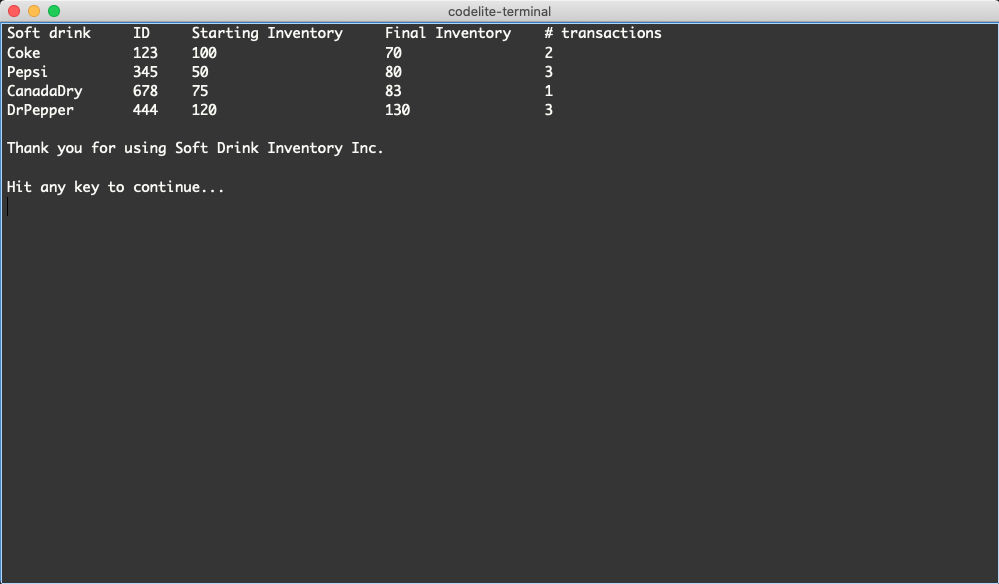 codelite-terminal
Soft drink ID Starting Inventory Final Inventory # transactions
Coke 123 100 70 2
Pepsi 345 50 80 3
CanadaDry 678 75 83 1
DrPepper 444 120 130 3
Thank you for using Soft Drink Inventory Inc.
Hit any key to continue...